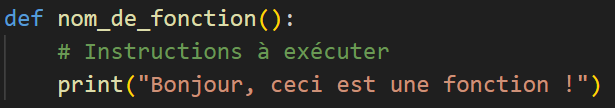 def nom_de_fonction():
    # Instructions à exécuter
    print("Bonjour, ceci est une fonction !")